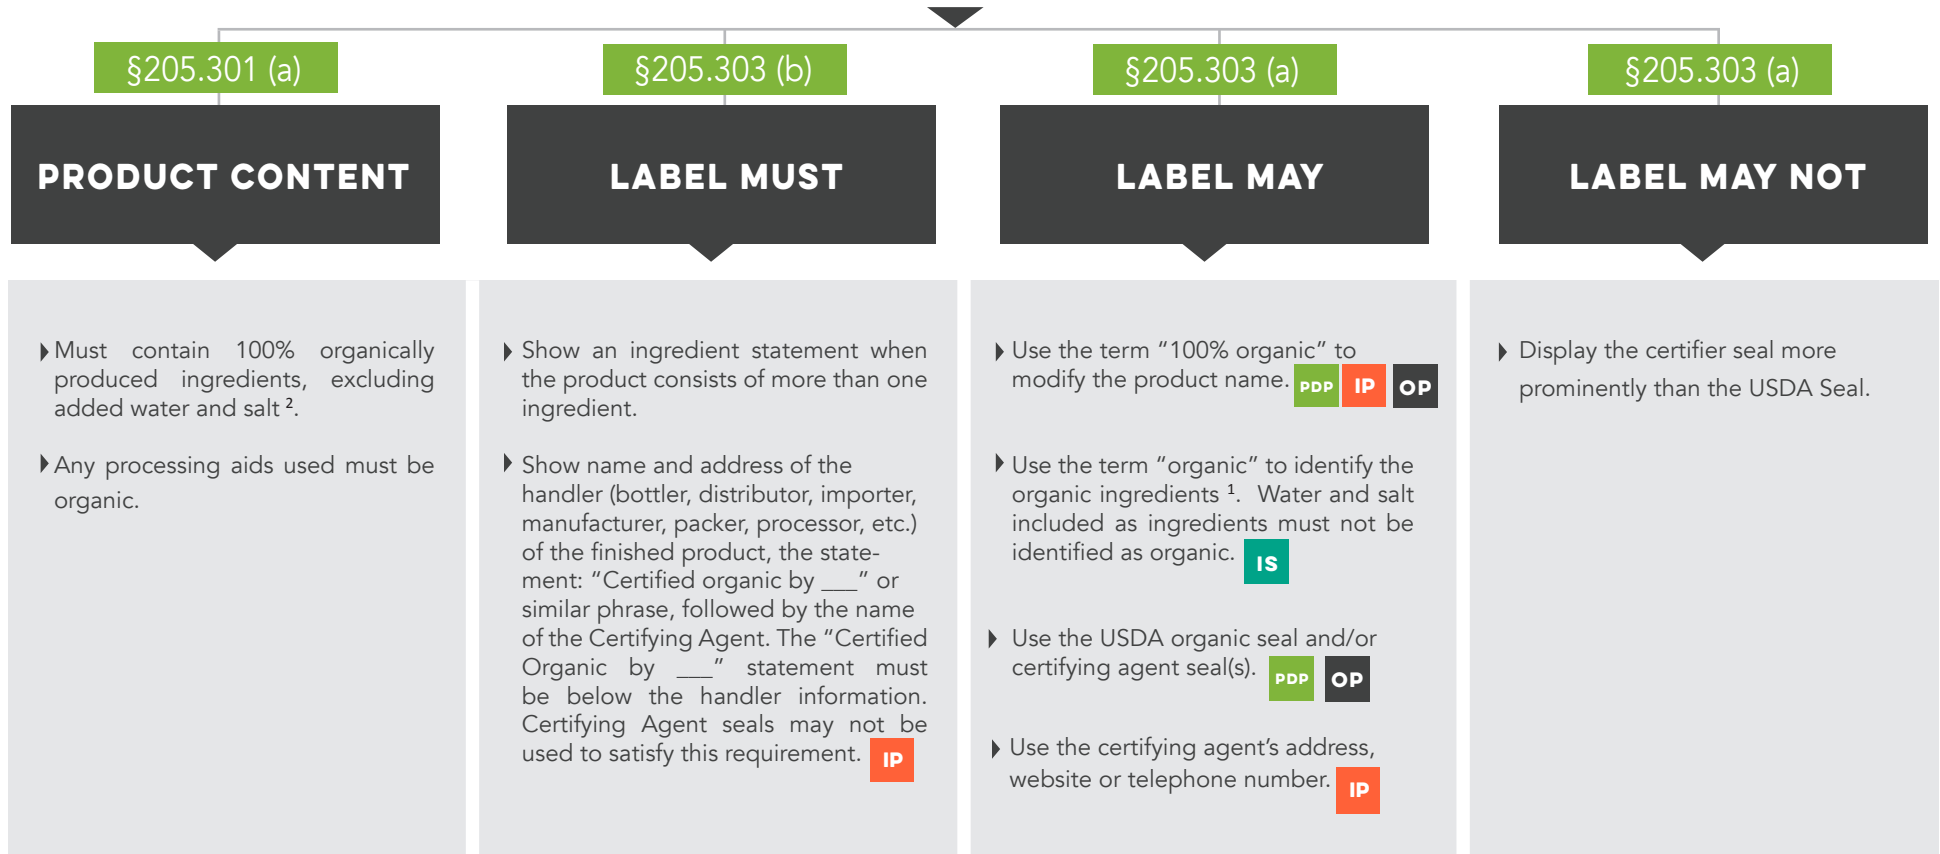 §205.301 (a)
PRODUCT CONTENT
Must contain 100% organically
produced ingredients, excluding
added water and salt ².
Any processing aids used must be
organic.
§205.303 (b)
LABEL MUST
Show an ingredient statement when
the product consists of more than one
ingredient.
Show name and address of the
handler (bottler, distributor, importer,
manufacturer, packer, processor, etc.)
of the finished product, the state-
ment: “Certified organic by ___” or
similar phrase, followed by the name
of the Certifying Agent. The “Certified
Organic by ___” statement must
be below the handler information.
Certifying Agent seals may not be
used to satisfy this requirement. IP
§205.303 (a)
LABEL MAY
Use the term “100% organic” to
modify the product name. PDP IP OP
Use the term “organic” to identify the
organic ingredients ¹. Water and salt
included as ingredients must not be
identified as organic. IS
Use the USDA organic seal and/or
certifying agent seal(s). PDP OP
Use the certifying agent’s address,
website or telephone number. IP
§205.303 (a)
LABEL MAY NOT
Display the certifier seal more
prominently than the USDA Seal.